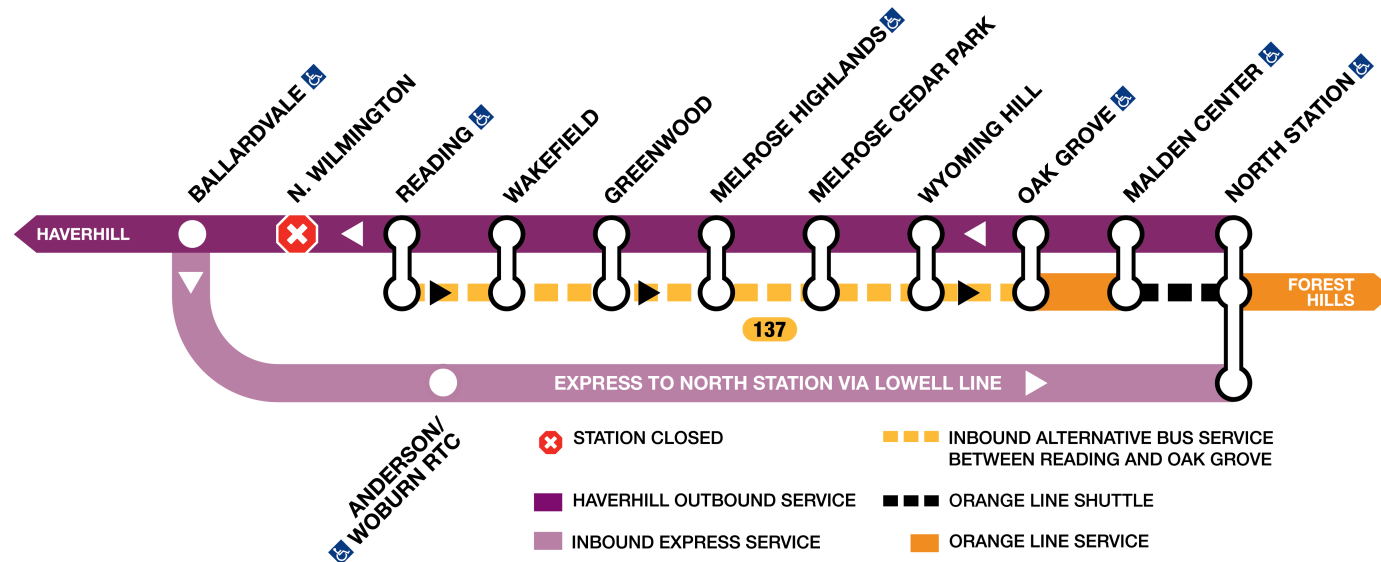 BALLARDVALE
N. WILMINGTON
READING
WAKEFIELD
GREENWOOD
MELROSE HIGHLANDS
MELROSE CEDAR PARK
WYOMING HILL
OAK GROVE
MALDEN CENTER
NORTH STATION
HAVERHILL
FOREST
HILLS
137
EXPRESS TO NORTH STATION VIA LOWELL LINE
ANDERSON/
WOBURN RTC
STATION CLOSED
HAVERHILL OUTBOUND SERVICE
INBOUND EXPRESS SERVICE
INBOUND ALTERNATIVE BUS SERVICE
BETWEEN READING AND OAK GROVE
ORANGE LINE SHUTTLE
ORANGE LINE SERVICE